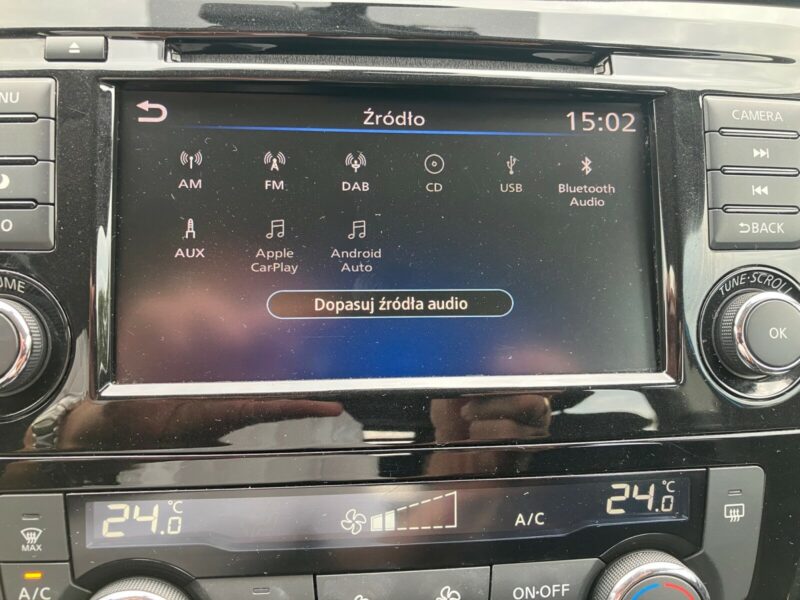 Źródło 15:02
AM FM DAB CD USB Bluetooth Audio
AUX Apple CarPlay Android Auto
Dopasuj źródła audio
CAMERA
BACK
TUNE·SCROLL
OK
24.0 °C A/C 24.0 °C
MAX
A/C ON·OFF